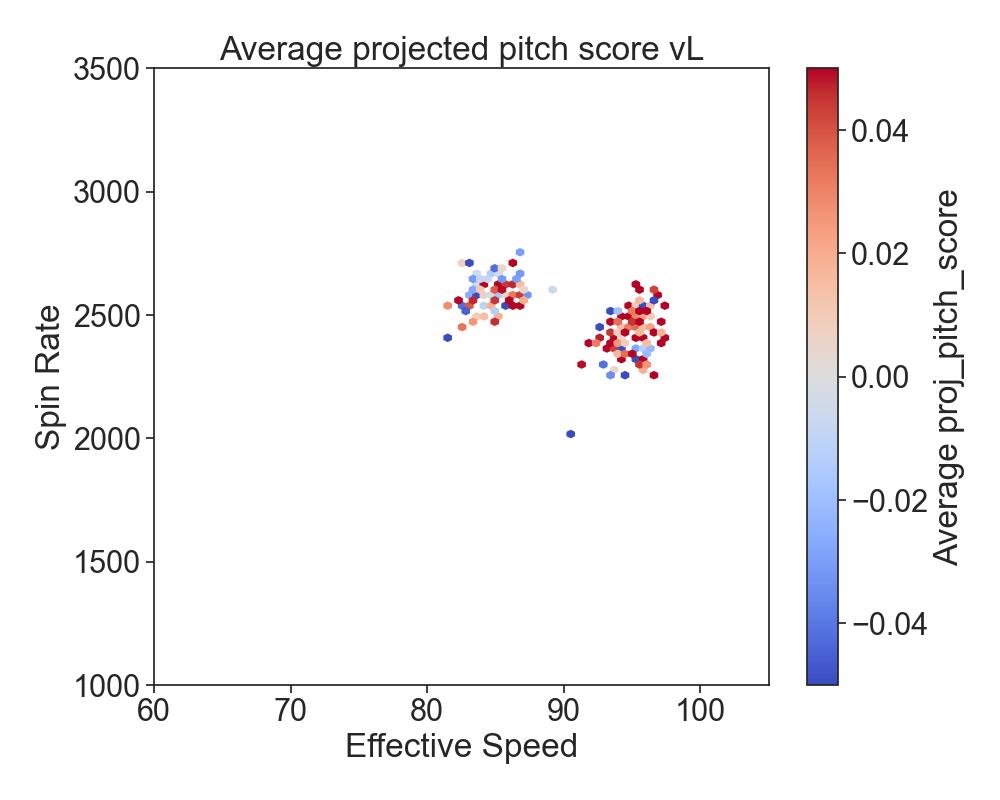 Average projected pitch score vL
3500
3000
2500
2000
1500
1000
Spin Rate
60 70 80 90 100
Effective Speed
0.04
0.02
0.00
−0.02
−0.04
Average proj_pitch_score